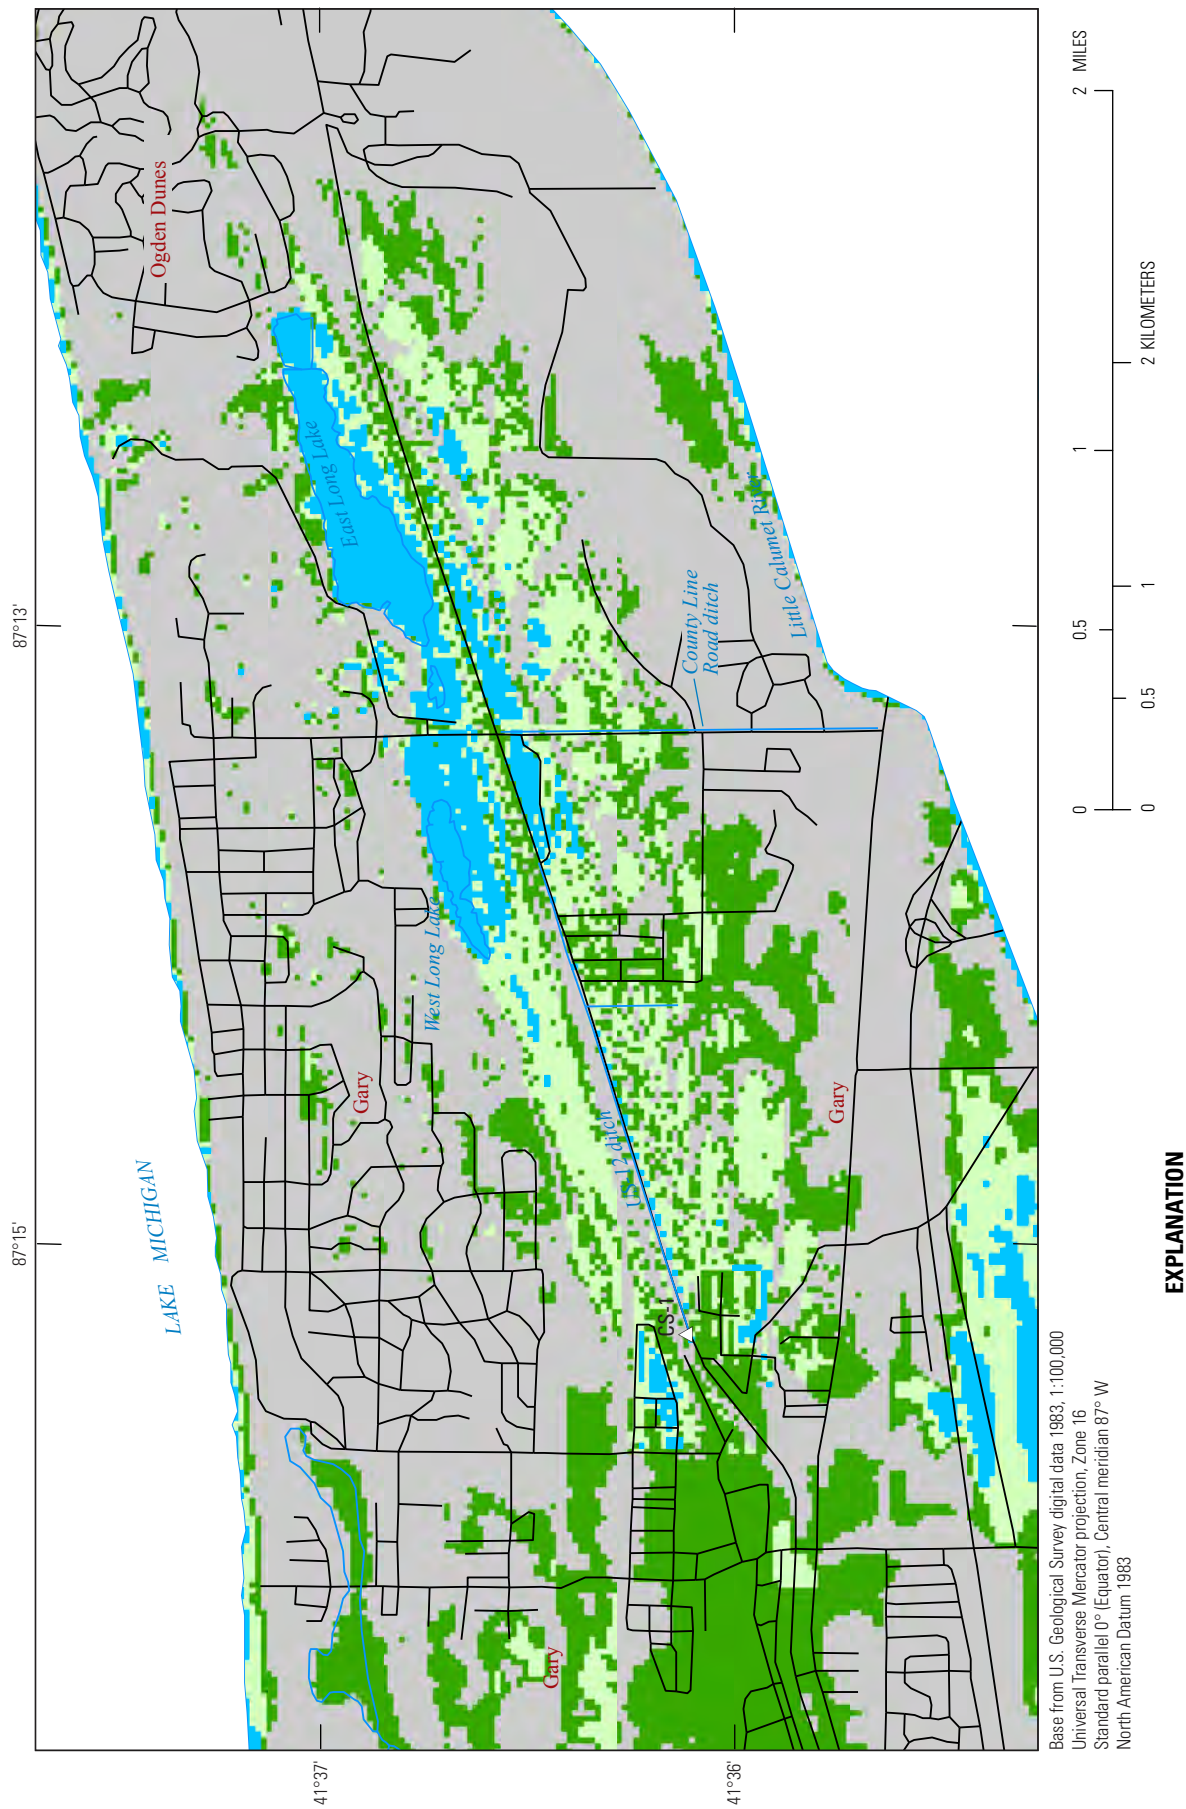 87°15'
87°13'
41°37'
41°36'
LAKE MICHIGAN
Ogden Dunes
East Long Lake
West Long Lake
Gary
Gary
Gary
US 12 ditch
CS-1
County Line
Road ditch
Little Calumet River
0 0.5 1 2 MILES
0 0.5 1 2 KILOMETERS
Base from U.S. Geological Survey digital data 1983, 1:100,000
Universal Transverse Mercator projection, Zone 16
Standard parallel 0° (Equator), Central meridian 87° W
North American Datum 1983
EXPLANATION